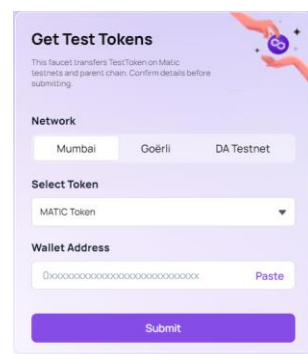 Get Test Tokens
This faucet transfers TestToken on Matic
testnets and parent chain. Confirm details before
submitting.
Network
Mumbai Goërli DA Testnet
Select Token
MATIC Token
Wallet Address
0xxxxxxxxxxxxxxxxxxxxxxxxxxxx Paste
Submit